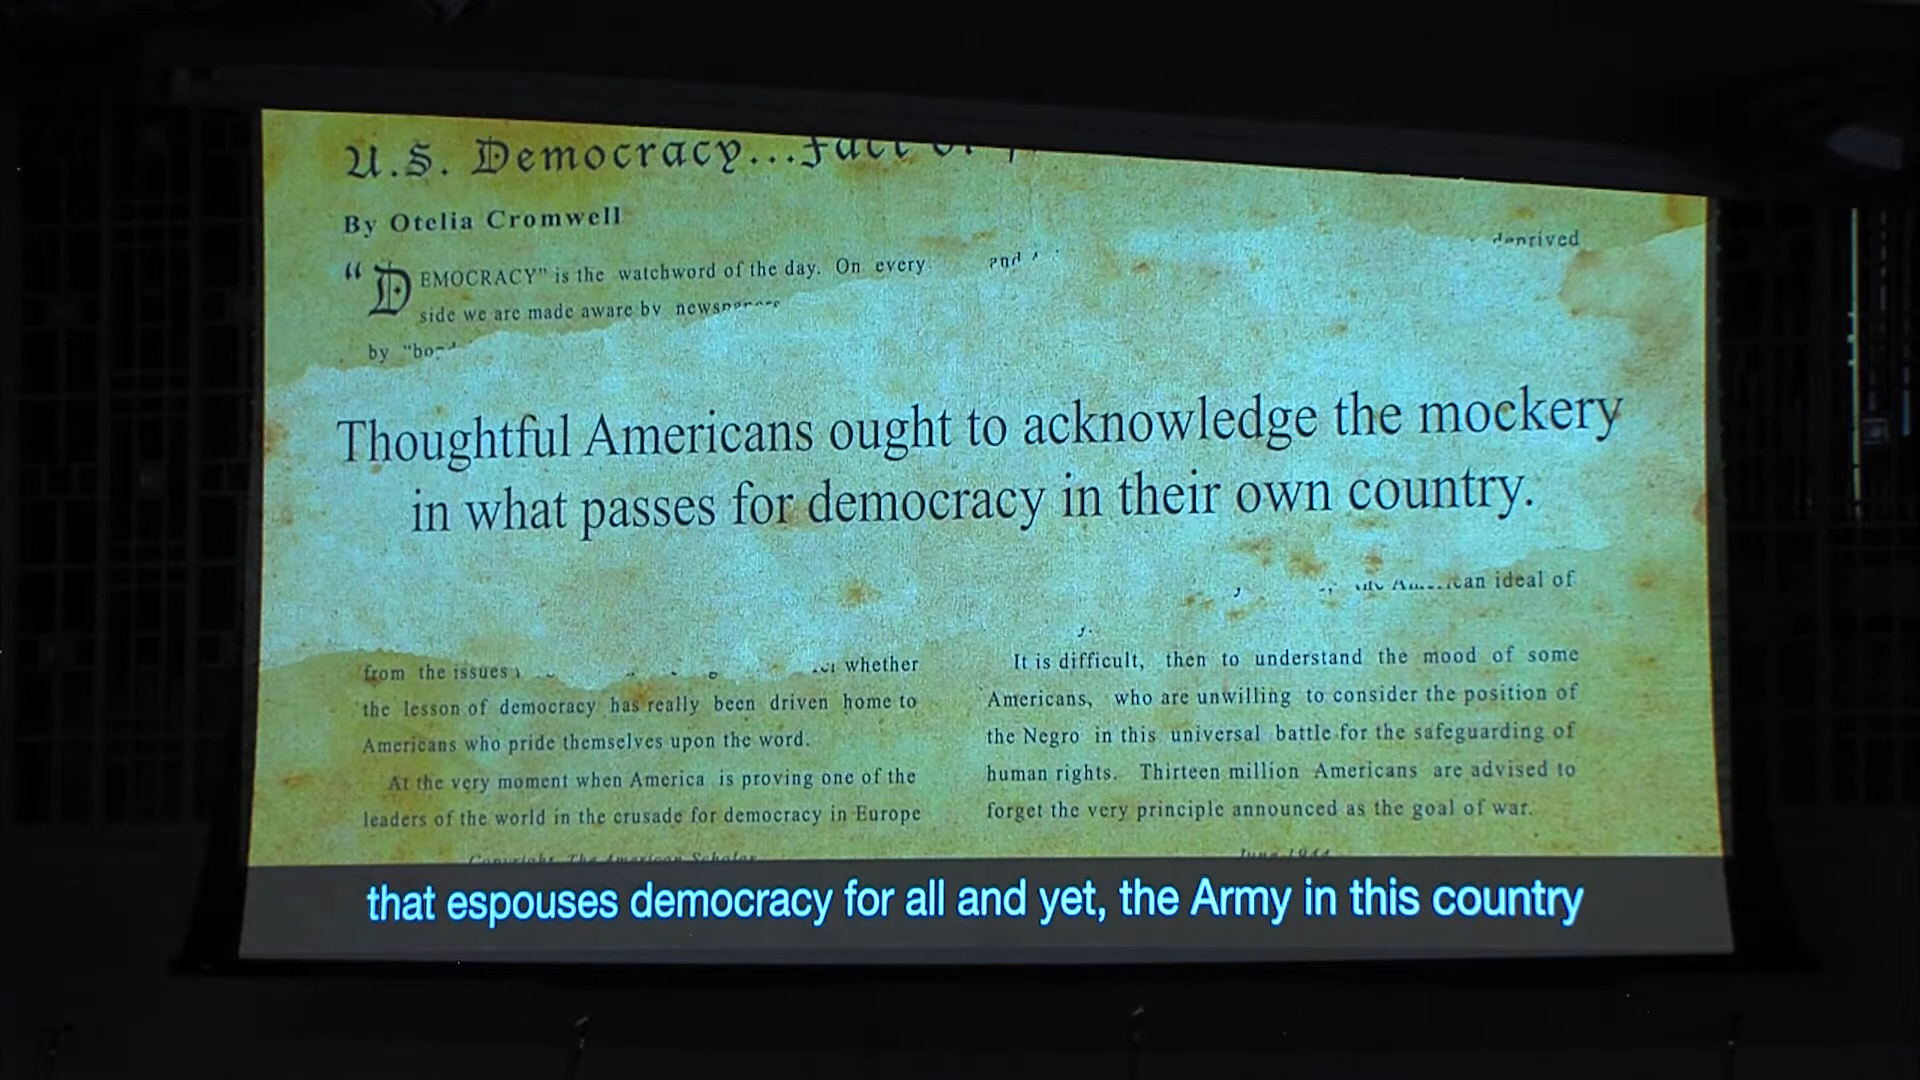 U.S. Democracy...
By Otelia Cromwell
"DEMOCRACY" is the watchword of the day. On every
side we are made aware by
by
and
deprived
Thoughtful Americans ought to acknowledge the mockery
in what passes for democracy in their own country.
ideal of
from the issues
whether
the lesson of democracy has really been driven home to
Americans who pride themselves upon the word.
At the very moment when America is proving one of the
leaders of the world in the crusade for democracy in Europe
It is difficult, then to understand the mood of some
Americans, who are unwilling to consider the position of
the Negro in this universal battle for the safeguarding of
human rights. Thirteen million Americans are advised to
forget the very principle announced as the goal of war.
that espouses democracy for all and yet, the Army in this country